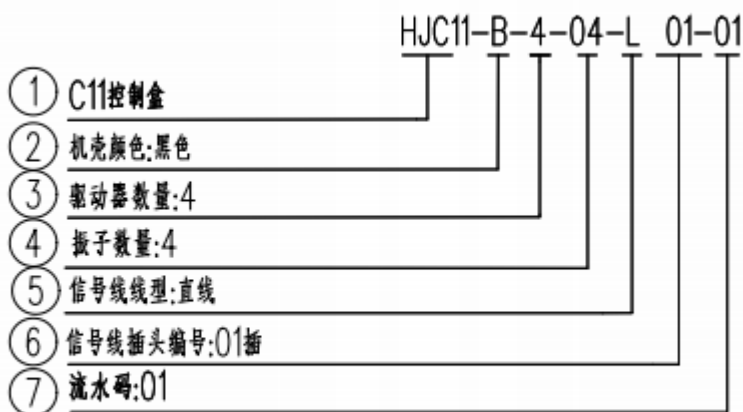 HJC11-B-4-04-L 01-01
① C11控制盒
② 机壳颜色:黑色
③ 驱动器数量:4
④ 振子数量:4
⑤ 信号线线型:直线
⑥ 信号线插头编号:01插
⑦ 流水码:01